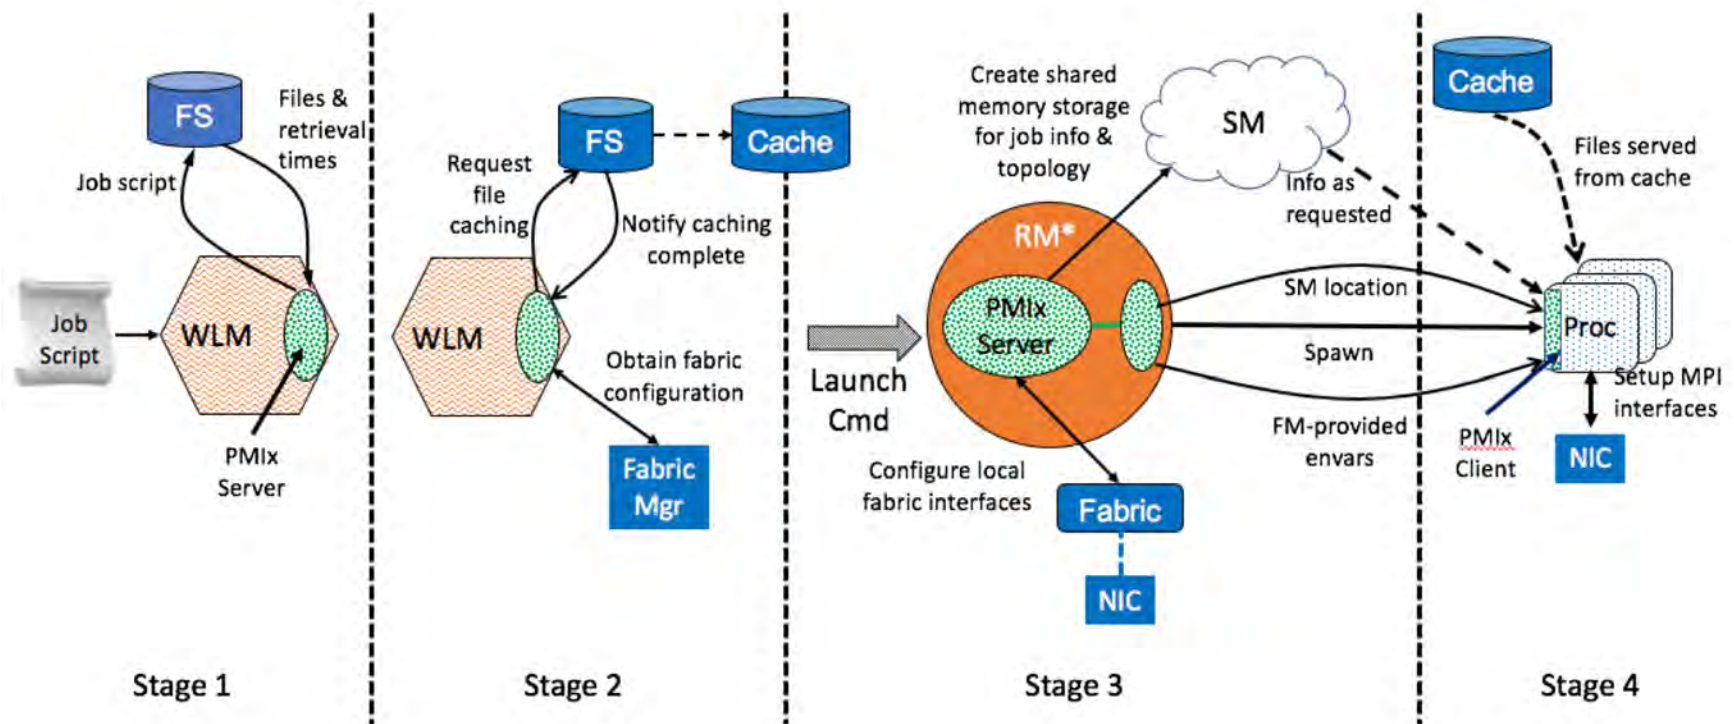 FS
Files &
retrieval
times
Job script
Job
Script
WLM
PMIx
Server
Stage 1
FS
Cache
Request
file
caching
Notify caching
complete
WLM
Obtain fabric
configuration
Fabric
Mgr
Stage 2
Create shared
memory storage
for job info &
topology
SM
Info as
requested
RM*
PMIx
Server
Launch
Cmd
SM location
Spawn
FM-provided
envars
Configure local
fabric interfaces
Fabric
NIC
Stage 3
Cache
Files served
from cache
Proc
Setup MPI
interfaces
PMIx
Client
NIC
Stage 4